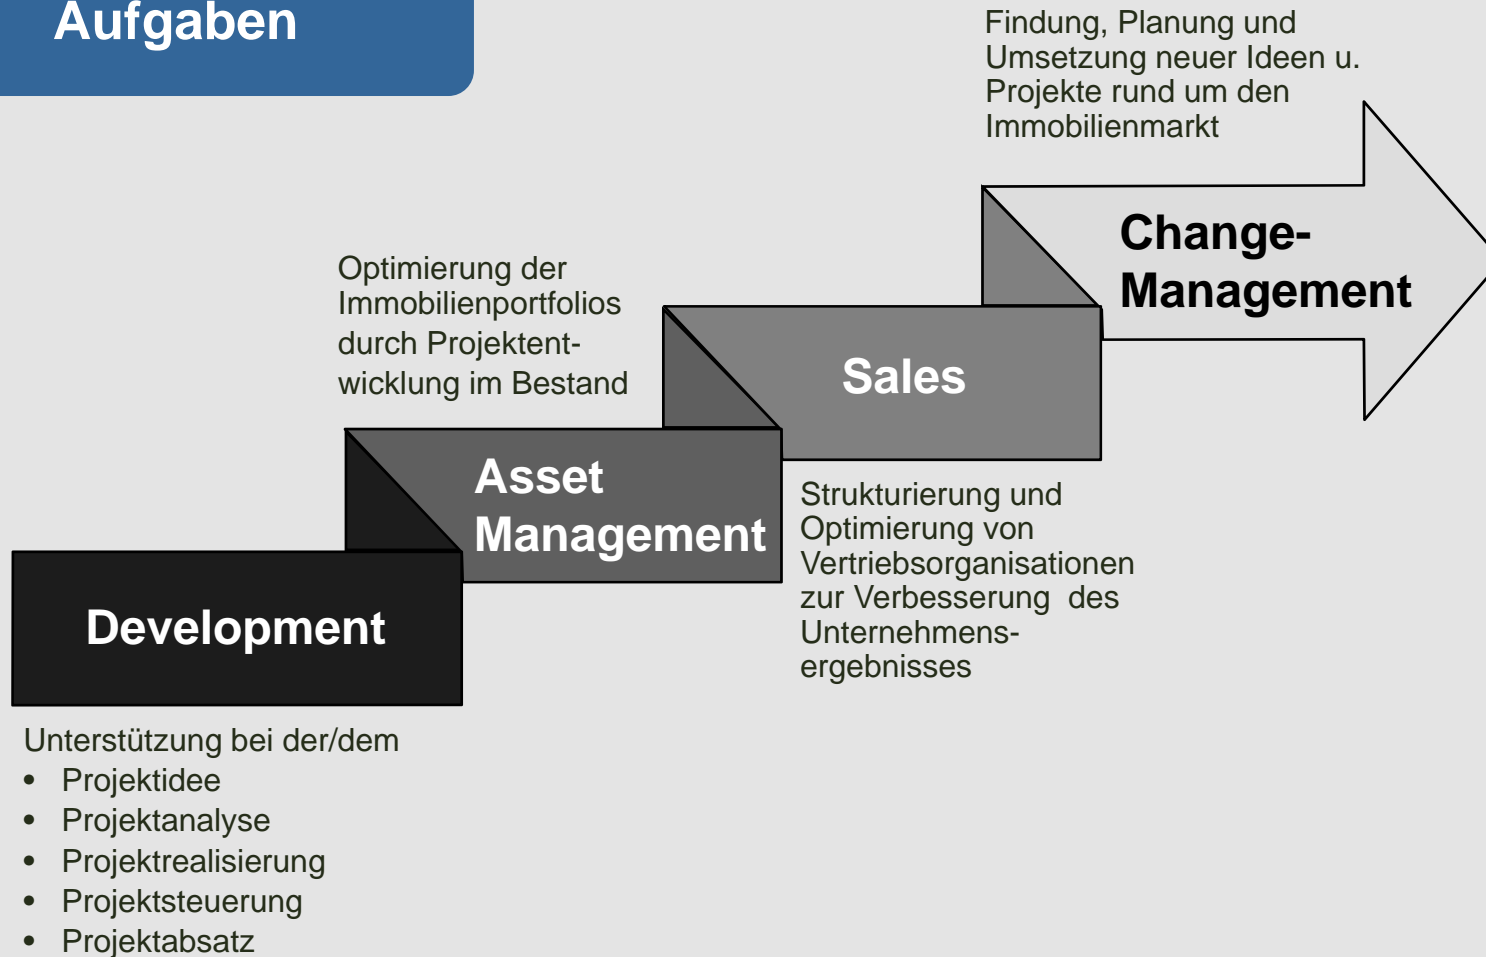 Aufgaben
Findung, Planung und
Umsetzung neuer Ideen u.
Projekte rund um den
Immobilienmarkt
Change-
Management
Optimierung der
Immobilienportfolios
durch Projektent-
wicklung im Bestand
Sales
Asset
Management
Strukturierung und
Optimierung von
Vertriebsorganisationen
zur Verbesserung  des
Unternehmens-
ergebnisses
Development
Unterstützung bei der/dem
• Projektidee
• Projektanalyse
• Projektrealisierung
• Projektsteuerung
• Projektabsatz